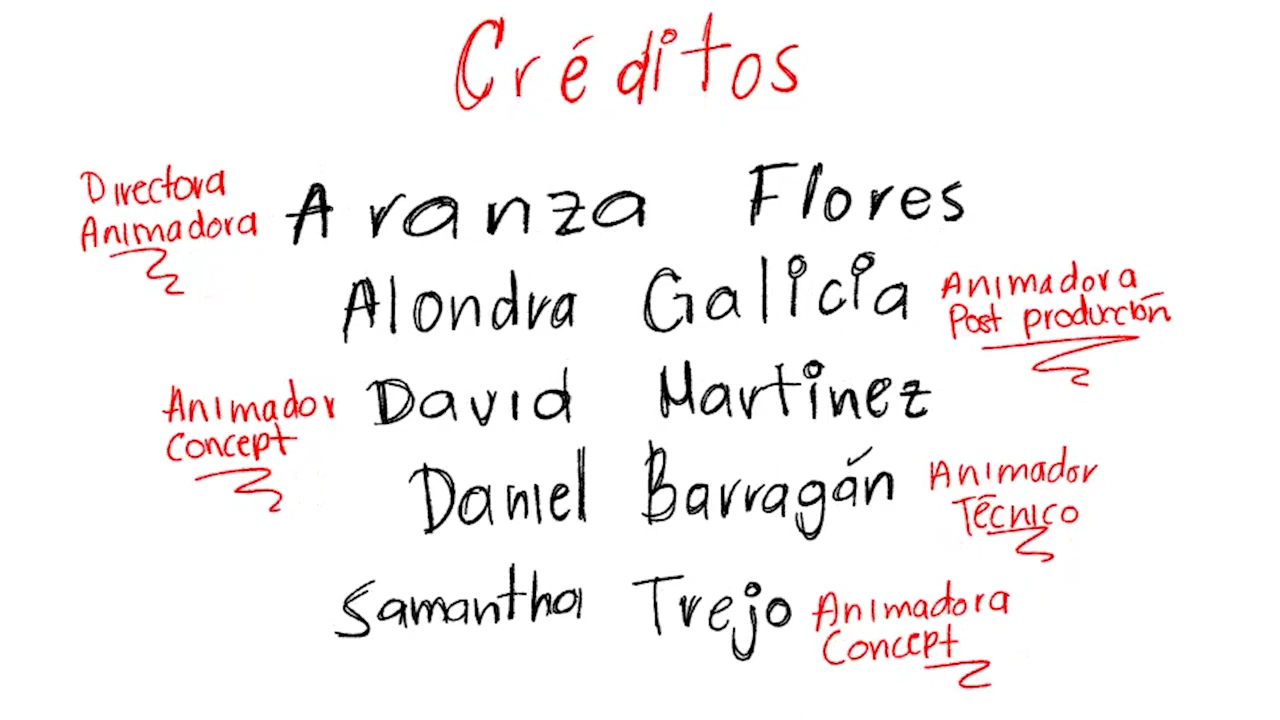 Créditos
Directora
Animadora
Aranza Flores
Alondra Galicia
Animadora
Post producción
Animador
Concept
David Martinez
Daniel Barragán
Animador
Técnico
Samantha Trejo
Animadora
Concept